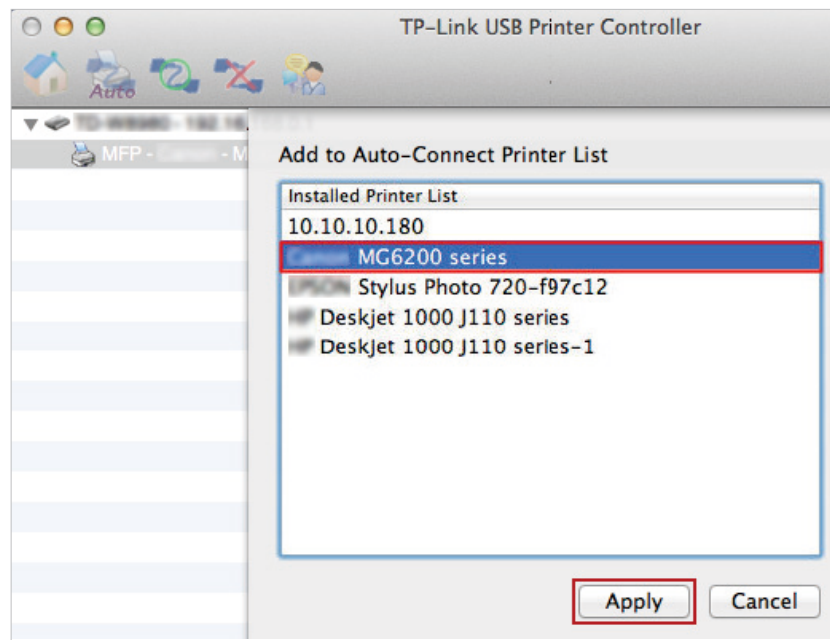 TP-Link USB Printer Controller
Auto
MFP - - M
Add to Auto-Connect Printer List
Installed Printer List
10.10.10.180
MG6200 series
Stylus Photo 720-f97c12
Deskjet 1000 J110 series
Deskjet 1000 J110 series-1
Apply
Cancel